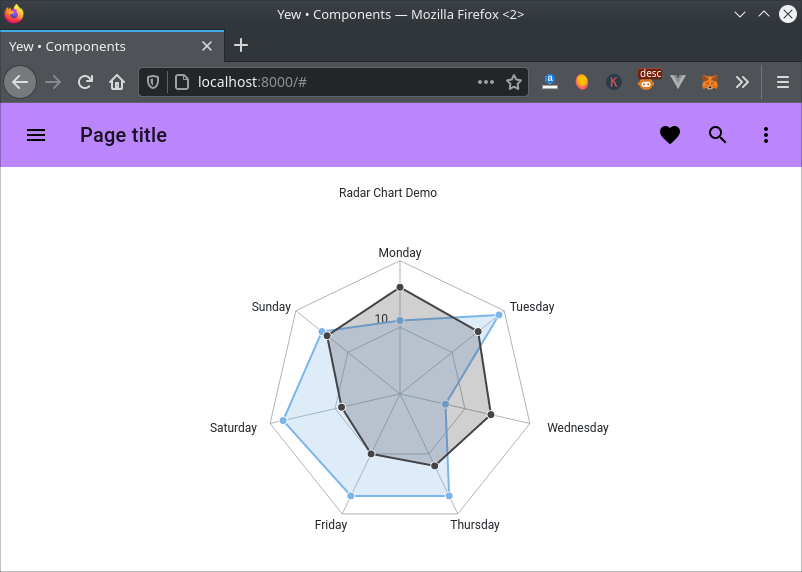 Yew • Components — Mozilla Firefox <2>
Yew • Components
localhost:8000/#
a
K
desc
Page title
Radar Chart Demo
Monday
Sunday
Tuesday
10
Saturday
Wednesday
Friday
Thursday